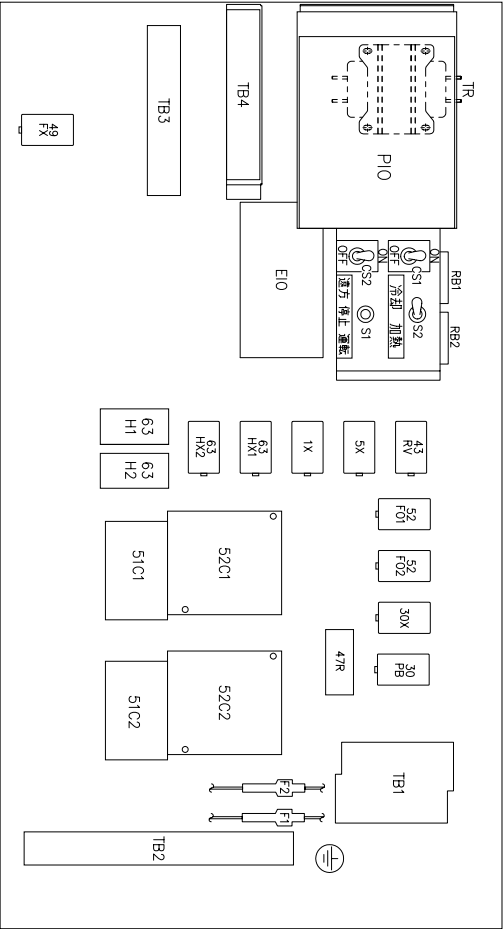 TR
PIO
TB4
TB3
49
FX
EIO
ON
OFF
CS1
ON
OFF
CS2
冷却 加熱
S2
遠方 停止 運転
S1
RB1
RB2
43
RV
5X
1X
63
HX1
63
HX2
63
H1
63
H2
52
FO1
52
FO2
30X
30
PB
47R
52C1
51C1
52C2
51C2
TB1
F2
F1
TB2